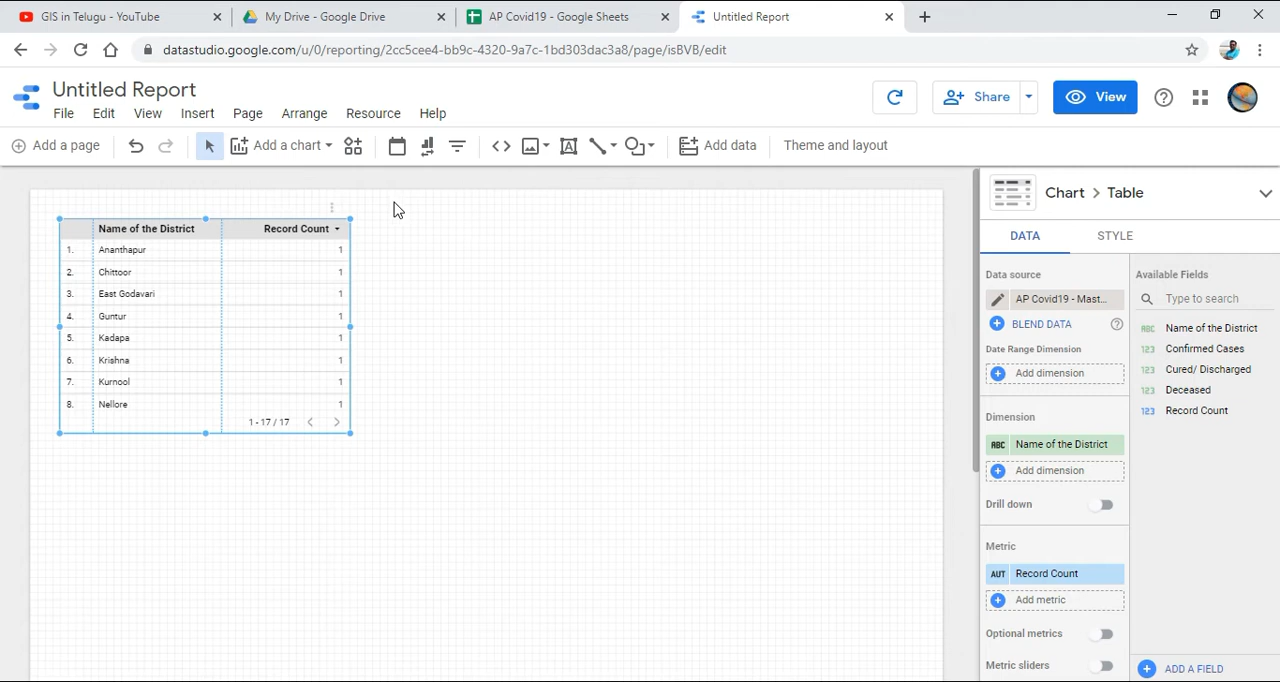 GIS in Telugu - YouTube
My Drive - Google Drive
AP Covid19 - Google Sheets
Untitled Report
datastudio.google.com/u/0/reporting/2cc5cee4-bb9c-4320-9a7c-1bd303dac3a8/page/isBVB/edit
Untitled Report
File Edit View Insert Page Arrange Resource Help
Share
View
Add a page
Add a chart
Add data
Theme and layout
Name of the District Record Count
1. Ananthapur 1
2. Chittoor 1
3. East Godavari 1
4. Guntur 1
5. Kadapa 1
6. Krishna 1
7. Kurnool 1
8. Nellore 1
1 - 17 / 17
Chart > Table
DATA STYLE
Data source
AP Covid19 - Mast...
BLEND DATA
Date Range Dimension
Add dimension
Dimension
ABC Name of the District
Add dimension
Drill down
Metric
AUT Record Count
Add metric
Optional metrics
Metric sliders
Available Fields
Type to search
ABC Name of the District
123 Confirmed Cases
123 Cured/ Discharged
123 Deceased
123 Record Count
ADD A FIELD